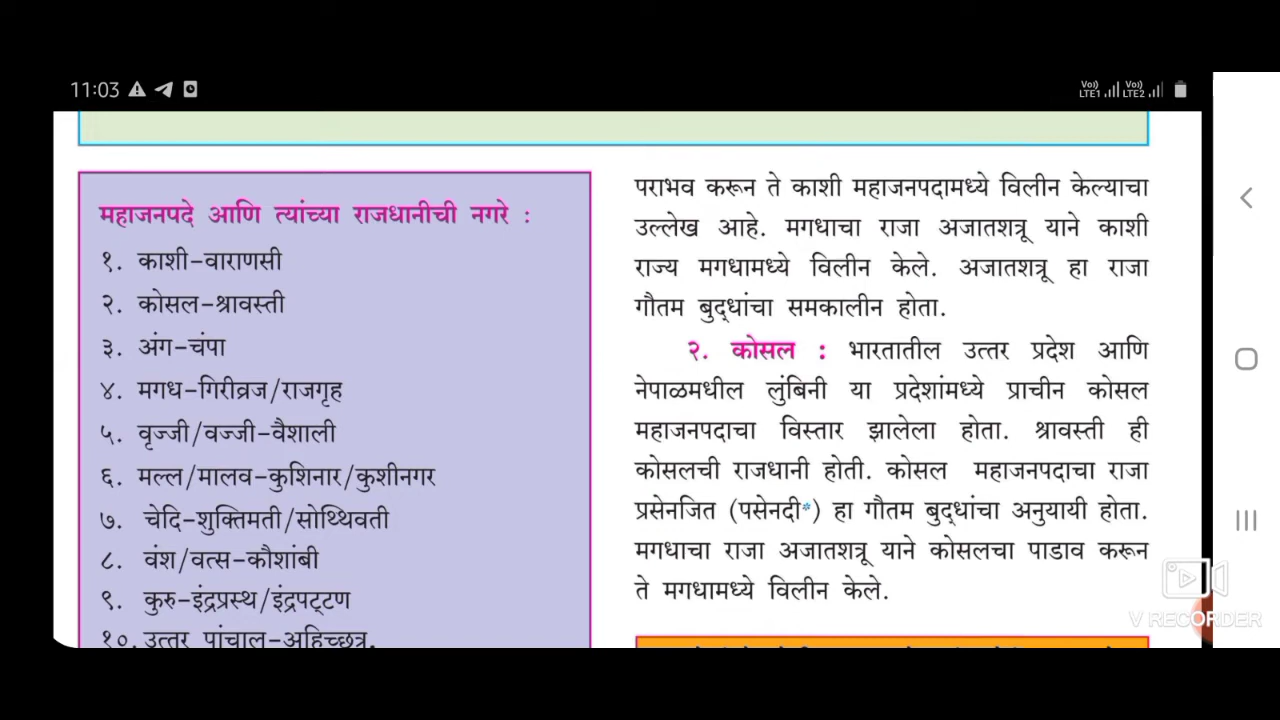 11:03
Vo) LTE1 Vo) LTE2
महाजनपदे आणि त्यांच्या राजधानीची नगरे :
१. काशी-वाराणसी
२. कोसल-श्रावस्ती
३. अंग-चंपा
४. मगध-गिरीव्रज/राजगृह
५. वृज्जी/वज्जी-वैशाली
६. मल्ल/मालव-कुशिनार/कुशीनगर
७. चेदि-शुक्तिमती/सोथ्थिवती
८. वंश/वत्स-कौशांबी
९. कुरु-इंद्रप्रस्थ/इंद्रपट्टण
१०. उत्तर पांचाल-अहिच्छत्र.
पराभव करून ते काशी महाजनपदामध्ये विलीन केल्याचा
उल्लेख आहे. मगधाचा राजा अजातशत्रू याने काशी
राज्य मगधामध्ये विलीन केले. अजातशत्रू हा राजा
गौतम बुद्धांचा समकालीन होता.
२. कोसल : भारतातील उत्तर प्रदेश आणि
नेपाळमधील लुंबिनी या प्रदेशांमध्ये प्राचीन कोसल
महाजनपदाचा विस्तार झालेला होता. श्रावस्ती ही
कोसलची राजधानी होती. कोसल महाजनपदाचा राजा
प्रसेनजित (पसेनदी*) हा गौतम बुद्धांचा अनुयायी होता.
मगधाचा राजा अजातशत्रू याने कोसलचा पाडाव करून
ते मगधामध्ये विलीन केले.
V RECORDER